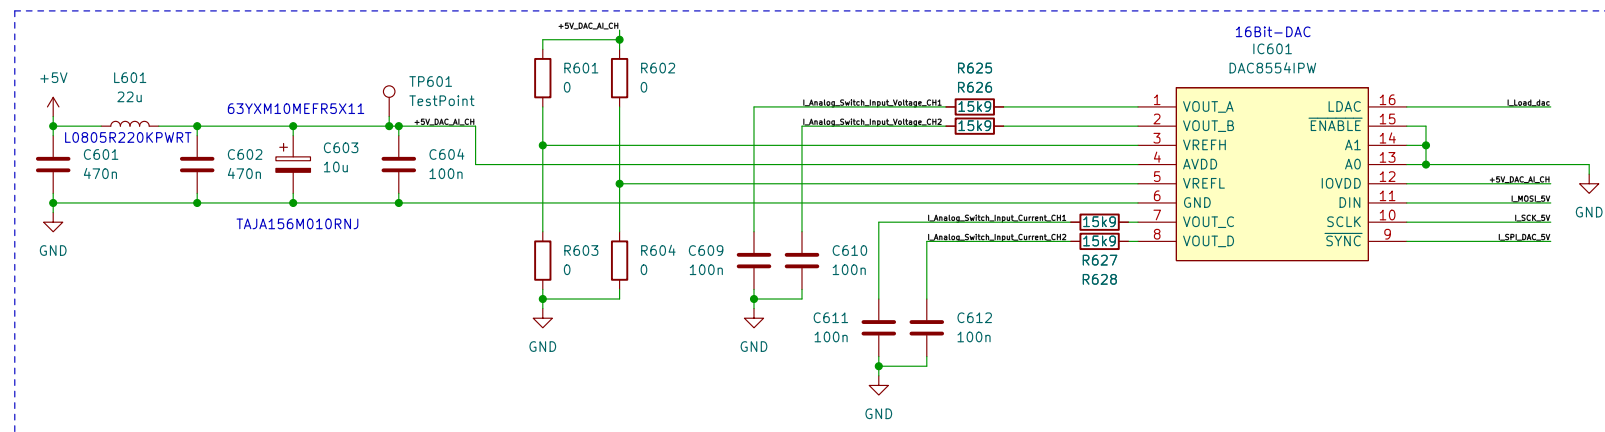 +5V_DAC_AI_CH
16Bit-DAC
IC601
DAC8554IPW
+5V
L601
22u
63YXM10MEFR5X11
L0805R220KPWRT
TP601
TestPoint
+5V_DAC_AI_CH
C601
470n
C602
470n
+
C603
10u
C604
100n
TAJA156M010RNJ
GND
R601
0
R602
0
R603
0
R604
0
GND
R625
R626
I_Analog_Switch_Input_Voltage_CH1
15k9
I_Analog_Switch_Input_Voltage_CH2
15k9
C609
100n
C610
100n
GND
I_Analog_Switch_Input_Current_CH1
15k9
I_Analog_Switch_Input_Current_CH2
15k9
R627
R628
C611
100n
C612
100n
GND
1 VOUT_A LDAC 16 I_Load_dac
2 VOUT_B ENABLE 15
3 VREFH A1 14
4 AVDD A0 13
5 VREFL IOVDD 12 +5V_DAC_AI_CH
6 GND DIN 11 I_MOSI_5V
7 VOUT_C SCLK 10 I_SCK_5V
8 VOUT_D SYNC 9 I_SPI_DAC_5V
GND